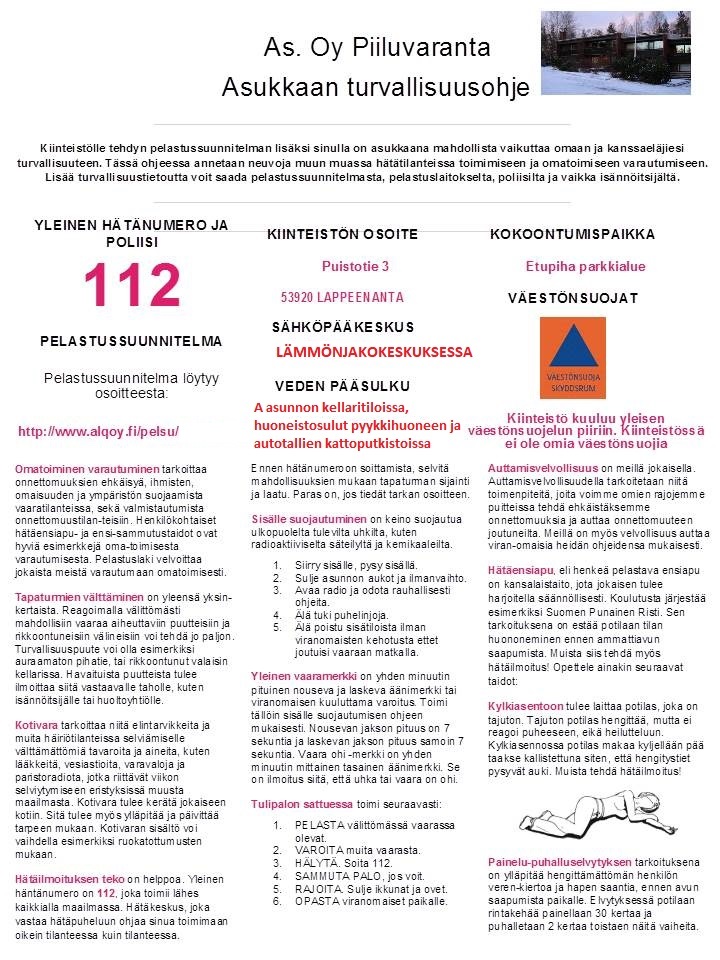 As. Oy Piiluvaranta
Asukkaan turvallisuusohje
Kiinteistölle tehdyn pelastussuunnitelman lisäksi sinulla on asukkaana mahdollista vaikuttaa omaan ja kanssaeläjiesi
turvallisuuteen. Tässä ohjeessa annetaan neuvoja muun muassa hätätilanteissa toimimiseen ja omatoimiseen varautumiseen.
Lisää turvallisuustietoutta voit saada pelastussuunnitelmasta, pelastuslaitokselta, poliisilta ja vaikka isännöitsijältä.
YLEINEN HÄTÄNUMERO JA
POLIISI
112
PELASTUSSUUNNITELMA
Pelastussuunnitelma löytyy
osoitteesta:
http://www.alqoy.fi/pelsu/
Omatoiminen varautuminen tarkoittaa
onnettomuuksien ehkäisyä, ihmisten,
omaisuuden ja ympäristön suojaamista
vaaratilanteissa, sekä valmistautumista
onnettomuustilan-teisiin. Henkilökohtaiset
hätäensiapu- ja ensi-sammutustaidot ovat
hyviä esimerkkejä oma-toimisesta
varautumisesta. Pelastuslaki velvoittaa
jokaista meistä varautumaan omatoimisesti.
Tapaturmien välttäminen on yleensä yksin-
kertaista. Reagoimalla välittömästi
mahdollisiin vaaraa aiheuttaviin puutteisiin ja
rikkoontuneisiin välineisiin voi tehdä jo paljon.
Turvallisuuspuute voi olla esimerkiksi
auraamaton pihatie, tai rikkoontunut valaisin
kellarissa. Havaituista puutteista tulee
ilmoittaa siitä vastaavalle taholle, kuten
isännöitsijälle tai huoltoyhtiölle.
Kotivara tarkoittaa niitä elintarvikkeita ja
muita häiriötilanteissa selviämiselle
välttämättömiä tavaroita ja aineita, kuten
lääkkeitä, vesiastioita, varavaloja ja
paristoradiota, jotka riittävät viikon
selviytymiseen eristyksissä muusta
maailmasta. Kotivara tulee kerätä jokaiseen
kotiin. Sitä tulee myös ylläpitää ja päivittää
tarpeen mukaan. Kotivaran sisältö voi
vaihdella esimerkiksi ruokatottumusten
mukaan.
Hätäilmoituksen teko on helppoa. Yleinen
häntänumero on 112, joka toimii lähes
kaikkialla maailmassa. Hätäkeskus, joka
vastaa hätäpuheluun ohjaa sinua toimimaan
oikein tilanteessa kuin tilanteessa.
KIINTEISTÖN OSOITE
Puistotie 3
53920 LAPPEENANTA
SÄHKÖPÄÄKESKUS
LÄMMÖNJAKOKESKUKSESSA
VEDEN PÄÄSULKU
A asunnon kellaritiloissa,
huoneistosulut pyykkihuoneen ja
autotallien kattoputkistoissa
Ennen hätänumeroon soittamista, selvitä
mahdollisuuksien mukaan tapaturman sijainti
ja laatu. Paras on, jos tiedät tarkan osoitteen.
Sisälle suojautuminen on keino suojautua
ulkopuolelta tulevilta uhkilta, kuten
radioaktiiviselta säteilyltä ja kemikaaleilta.
1. Siirry sisälle, pysy sisällä.
2. Sulje asunnon aukot ja ilmanvaihto.
3. Avaa radio ja odota rauhallisesti
ohjeita.
4. Älä tuki puhelinjoja.
5. Älä poistu sisätiloista ilman
viranomaisten kehotusta ettet
joutuisi vaaraan matkalla.
Yleinen vaaramerkki on yhden minuutin
pituinen nouseva ja laskeva äänimerkki tai
viranomaisen kuuluttama varoitus. Toimi
tällöin sisälle suojautumisen ohjeen
mukaisesti. Nousevan jakson pituus on 7
sekuntia ja laskevan jakson pituus samoin 7
sekuntia. Vaara ohi -merkki on yhden
minuutin mittainen tasainen äänimerkki. Se
on ilmoitus siitä, että uhka tai vaara on ohi.
Tulipalon sattuessa toimi seuraavasti:
1. PELASTA välittömässä vaarassa
olevat.
2. VAROITA muita vaarasta.
3. HÄLYTÄ. Soita 112.
4. SAMMUTA PALO, jos voit.
5. RAJOITA. Sulje ikkunat ja ovet.
6. OPASTA viranomaiset paikalle.
KOKOONTUMISPAIKKA
Etupiha parkkialue
VÄESTÖNSUOJAT
VÄESTÖNSUOJA
SKYDDSRUM
Kiinteistö kuuluu yleisen
väestönsuojelun piiriin. Kiinteistössä
ei ole omia väestönsuojia
Auttamisvelvollisuus on meillä jokaisella.
Auttamisvelvollisuudella tarkoitetaan niitä
toimenpiteitä, joita voimme omien rajojemme
puitteissa tehdä ehkäistäksemme
onnettomuuksia ja auttaa onnettomuuteen
joutuneilta. Meillä on myös velvollisuus auttaa
viran-omaisia heidän ohjeidensa mukaisesti.
Hätäensiapu, eli henkeä pelastava ensiapu
on kansalaistaito, jota jokaisen tulee
harjoitella säännöllisesti. Koulutusta järjestää
esimerkiksi Suomen Punainen Risti. Sen
tarkoituksena on estää potilaan tilan
huononeminen ennen ammattiavun
saapumista. Muista siis tehdä myös
hätäilmoitus! Opettele ainakin seuraavat
taidot:
Kylkiasentoon tulee laittaa potilas, joka on
tajuton. Tajuton potilas hengittää, mutta ei
reagoi puheeseen, eikä heilutteluun.
Kylkiasennossa potilas makaa kyljellään pää
taakse kallistettuna siten, että hengitystiet
pysyvät auki. Muista tehdä hätäilmoitus!
Painelu-puhalluselvytyksen tarkoituksena
on ylläpitää hengittämättömän henkilön
veren-kiertoa ja hapen saantia, ennen avun
saapumista paikalle. Elvytyksessä potilaan
rintakehää painellaan 30 kertaa ja
puhalletaan 2 kertaa toistaen näitä vaiheita.